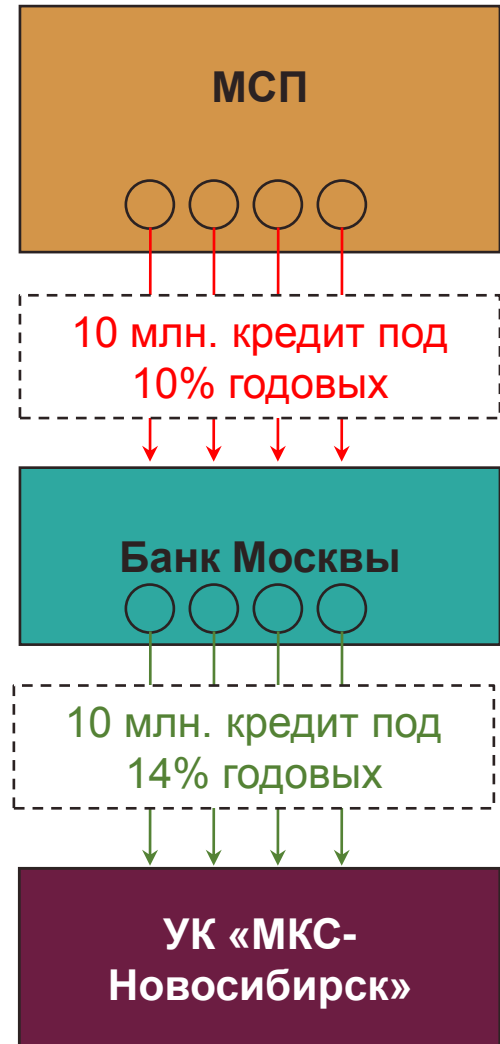 МСП
10 млн. кредит под
10% годовых
Банк Москвы
10 млн. кредит под
14% годовых
УК «МКС-
Новосибирск»